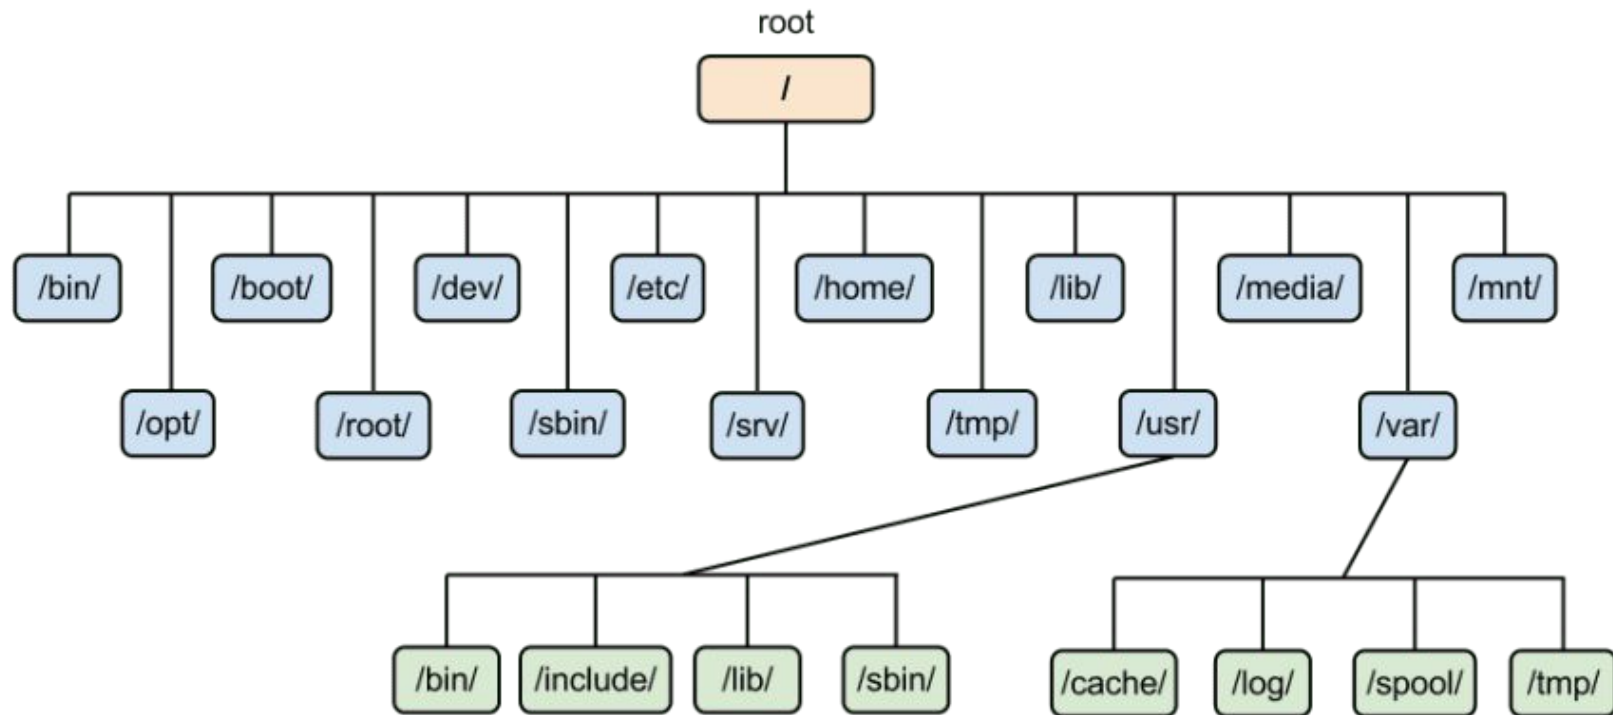 root
/
/bin/ /boot/ /dev/ /etc/ /home/ /lib/ /media/ /mnt/
/opt/ /root/ /sbin/ /srv/ /tmp/ /usr/ /var/
/bin/ /include/ /lib/ /sbin/ /cache/ /log/ /spool/ /tmp/